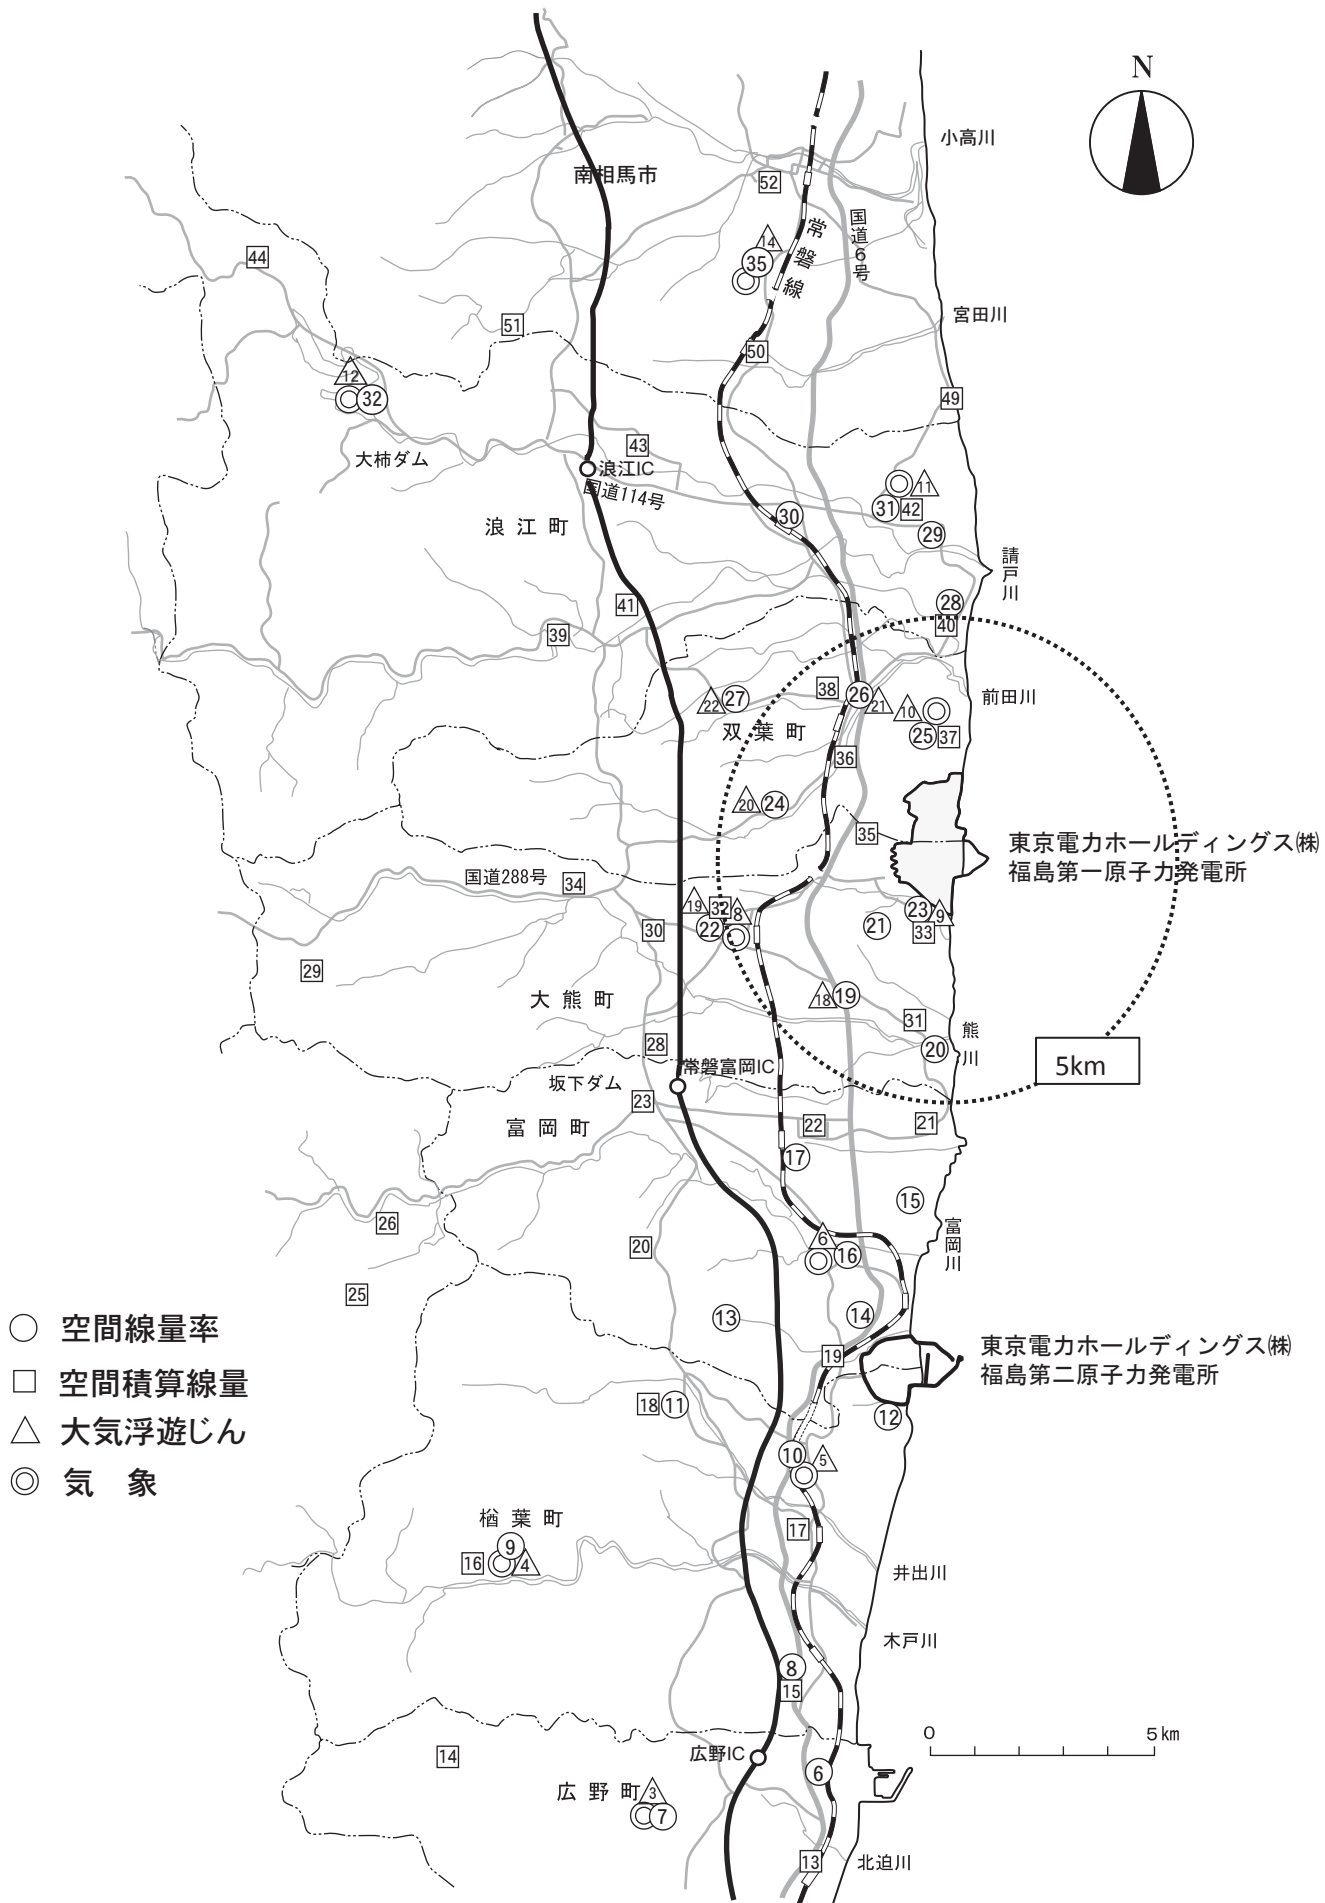 N
小高川
南相馬市
52
国道6号
14
常磐線
35
44
宮田川
51
50
12
32
49
43
大柿ダム
浪江IC
国道114号
11
31
42
30
浪江町
29
請戸川
28
41
40
39
38
26
22
27
21
10
前田川
双葉町
25
37
36
20
24
35
東京電力ホールディングス㈱
福島第一原子力発電所
国道288号
34
19
32
8
23
9
30
22
21
33
29
18
19
大熊町
31
熊川
28
20
5km
常磐富岡IC
坂下ダム
23
富岡町
22
21
17
15
26
富岡川
6
20
16
25
13
14
○ 空間線量率
19
東京電力ホールディングス㈱
福島第二原子力発電所
□ 空間積算線量
18
11
12
△ 大気浮遊じん
10
5
◎ 気 象
楢葉町
17
9
16
4
井出川
木戸川
8
15
0
5km
14
広野IC
6
広野町
3
7
13
北迫川